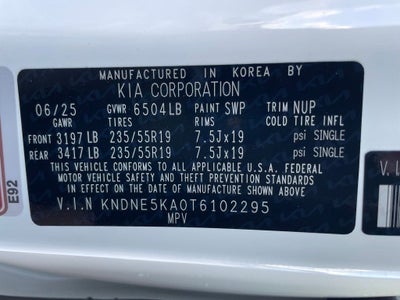 MANUFACTURED IN KOREA BY
KIA CORPORATION
06/25 GVWR 6504LB PAINT SWP TRIM NUP
GAWR TIRES RIMS COLD TIRE INFL
FRONT 3197 LB 235/55R19 7.5Jx19 psi SINGLE
REAR 3417 LB 235/55R19 7.5Jx19 psi SINGLE
THIS VEHICLE CONFORMS TO ALL APPLICABLE U.S.A. FEDERAL
MOTOR VEHICLE SAFETY AND THEFT PREVENTION STANDARDS
IN EFFECT ON THE DATE OF MANUFACTURE SHOWN ABOVE.
V.I.N KNDNE5KA0T6102295
MPV
E92
V.I.